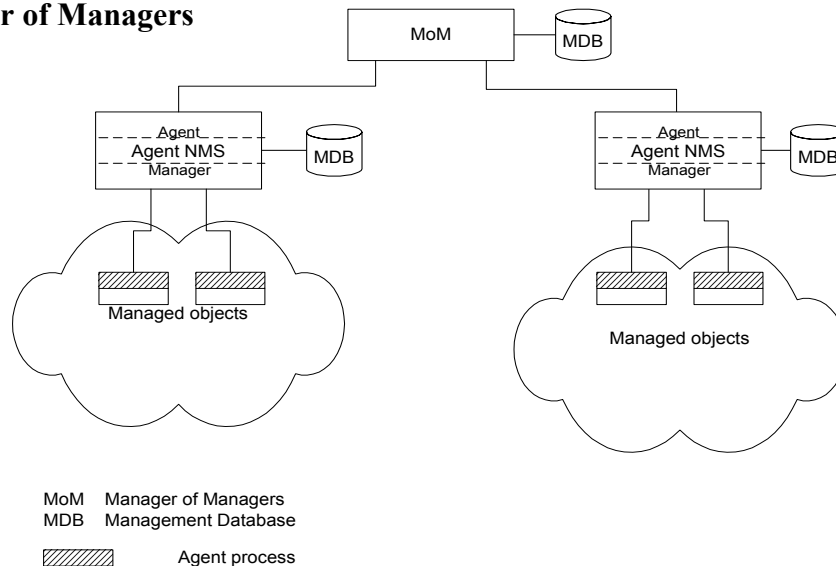 r of Managers
MoM
MDB
Agent
Agent NMS
Manager
MDB
Agent
Agent NMS
Manager
MDB
Managed objects
Managed objects
MoM Manager of Managers
MDB Management Database
Agent process